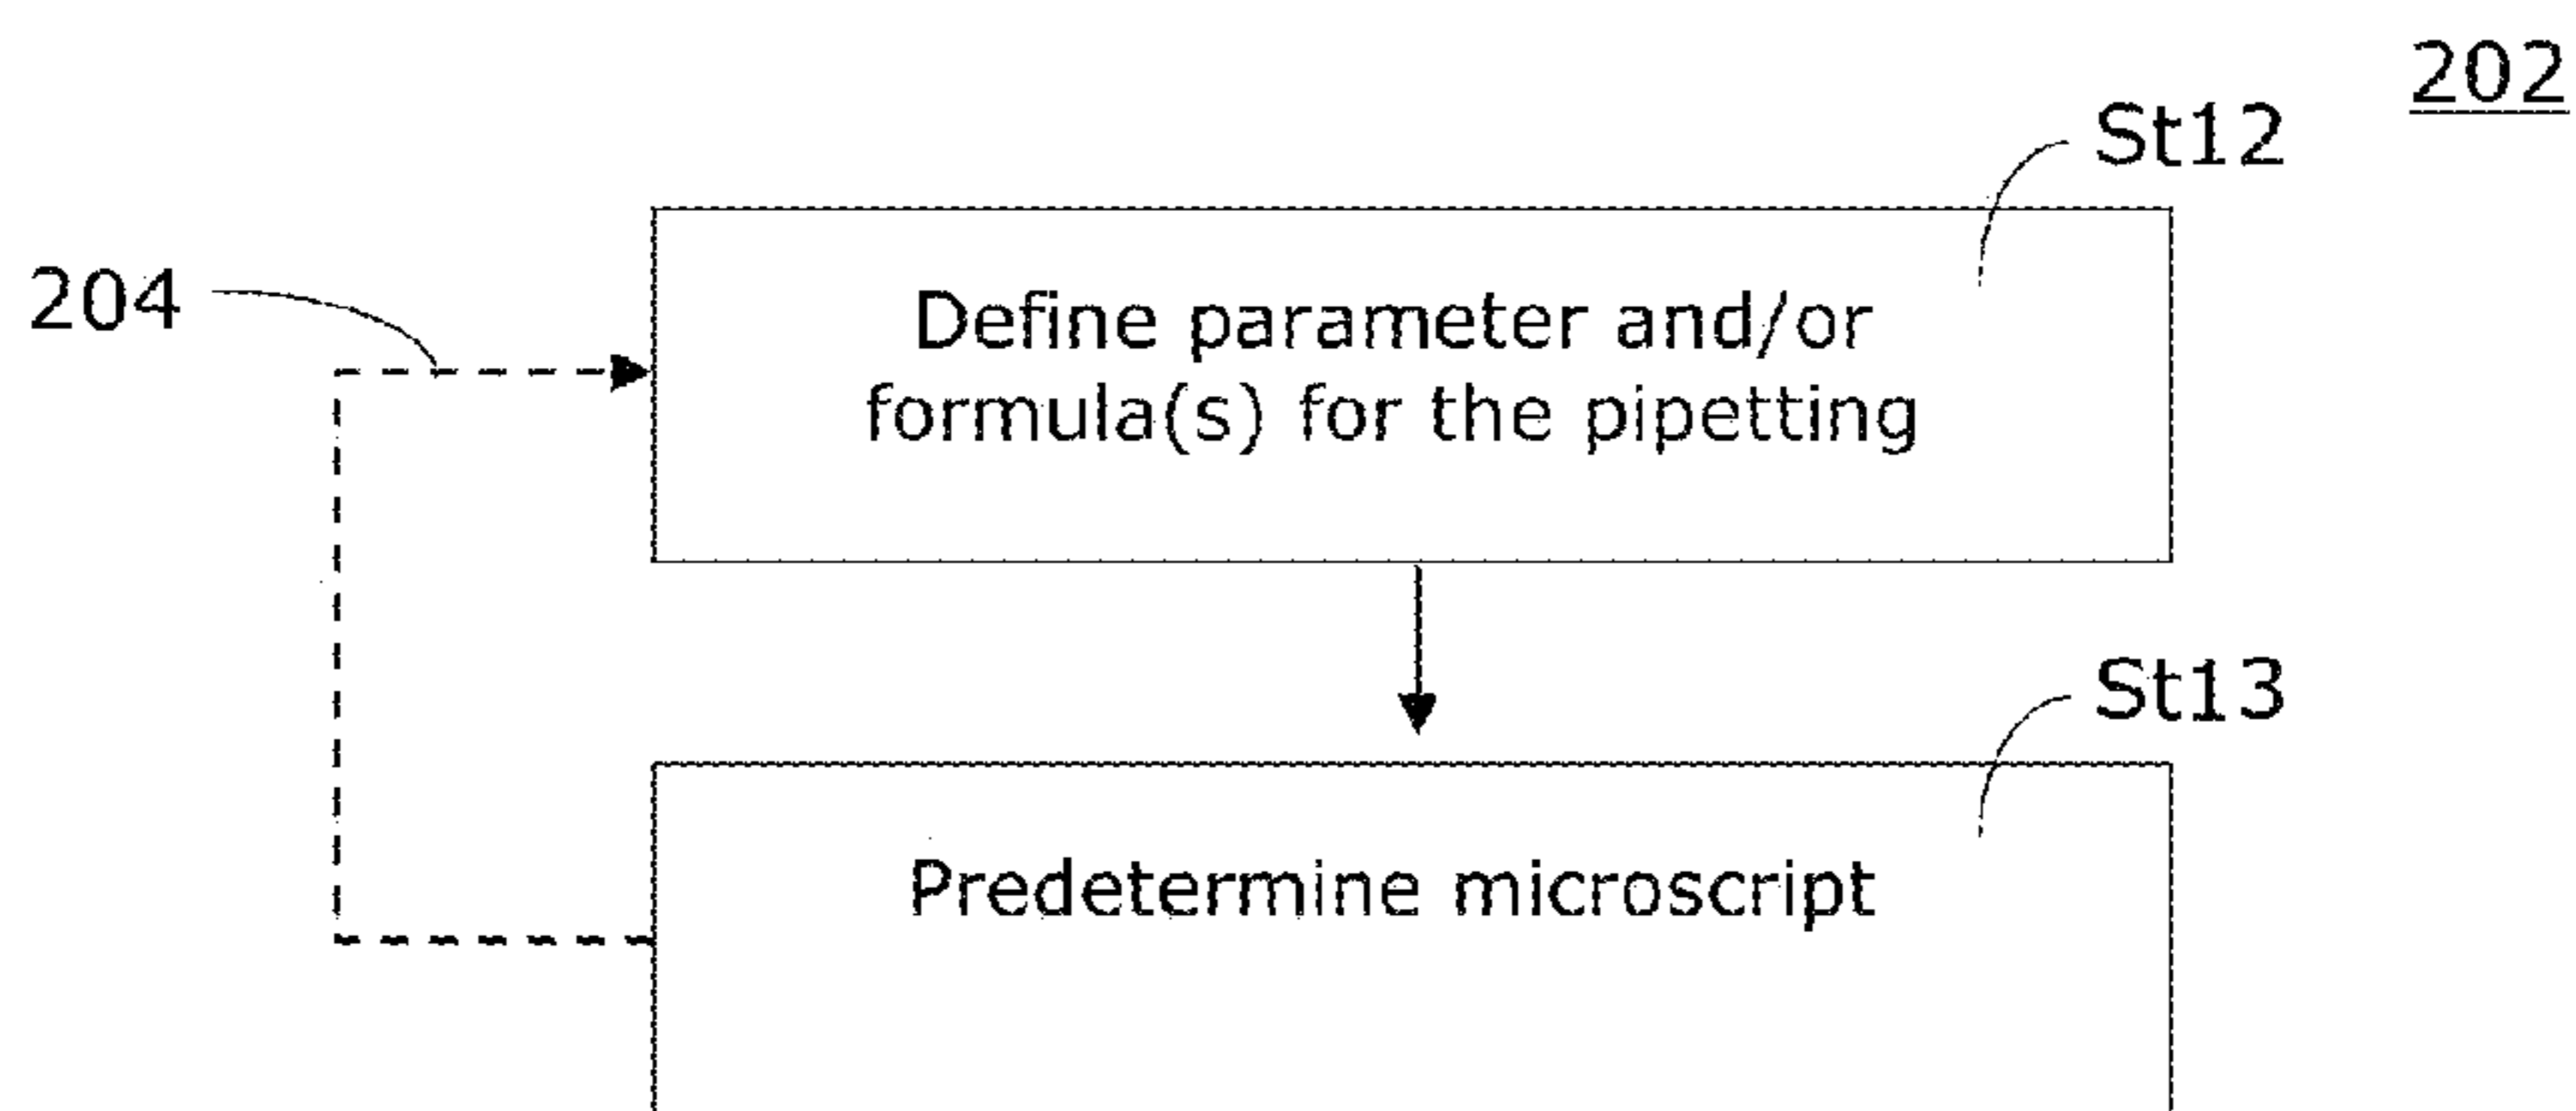 202
St12
204
Define parameter and/or
formula(s) for the pipetting
St13
Predetermine microscript